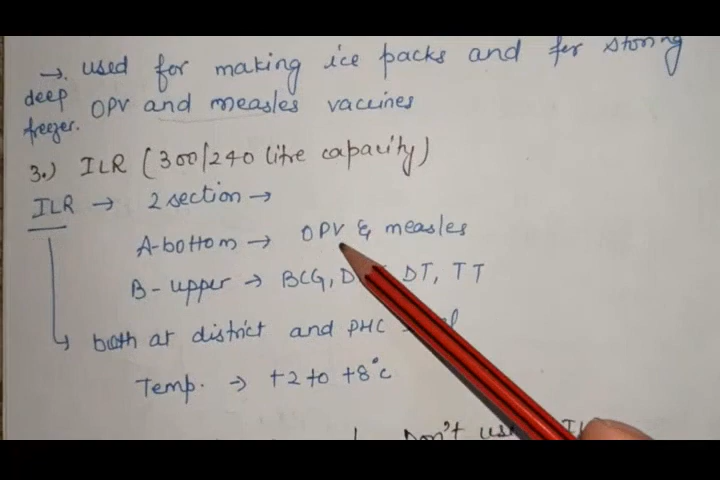 → used for making ice packs and for storing
deep freezer. OPV and measles vaccines
3.) ILR (300/240 litre capacity)
ILR → 2 section →
A-bottom → OPV & measles
B- upper → BCG, DT, TT
both at district and PHC
Temp. → +2 to +8°c
Don't use